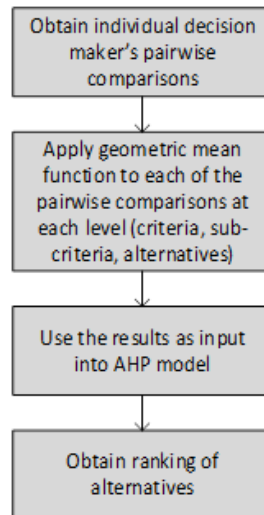 Obtain individual decision
maker's pairwise
comparisons
Apply geometric mean
function to each of the
pairwise comparisons at
each level (criteria, sub-
criteria, alternatives)
Use the results as input
into AHP model
Obtain ranking of
alternatives